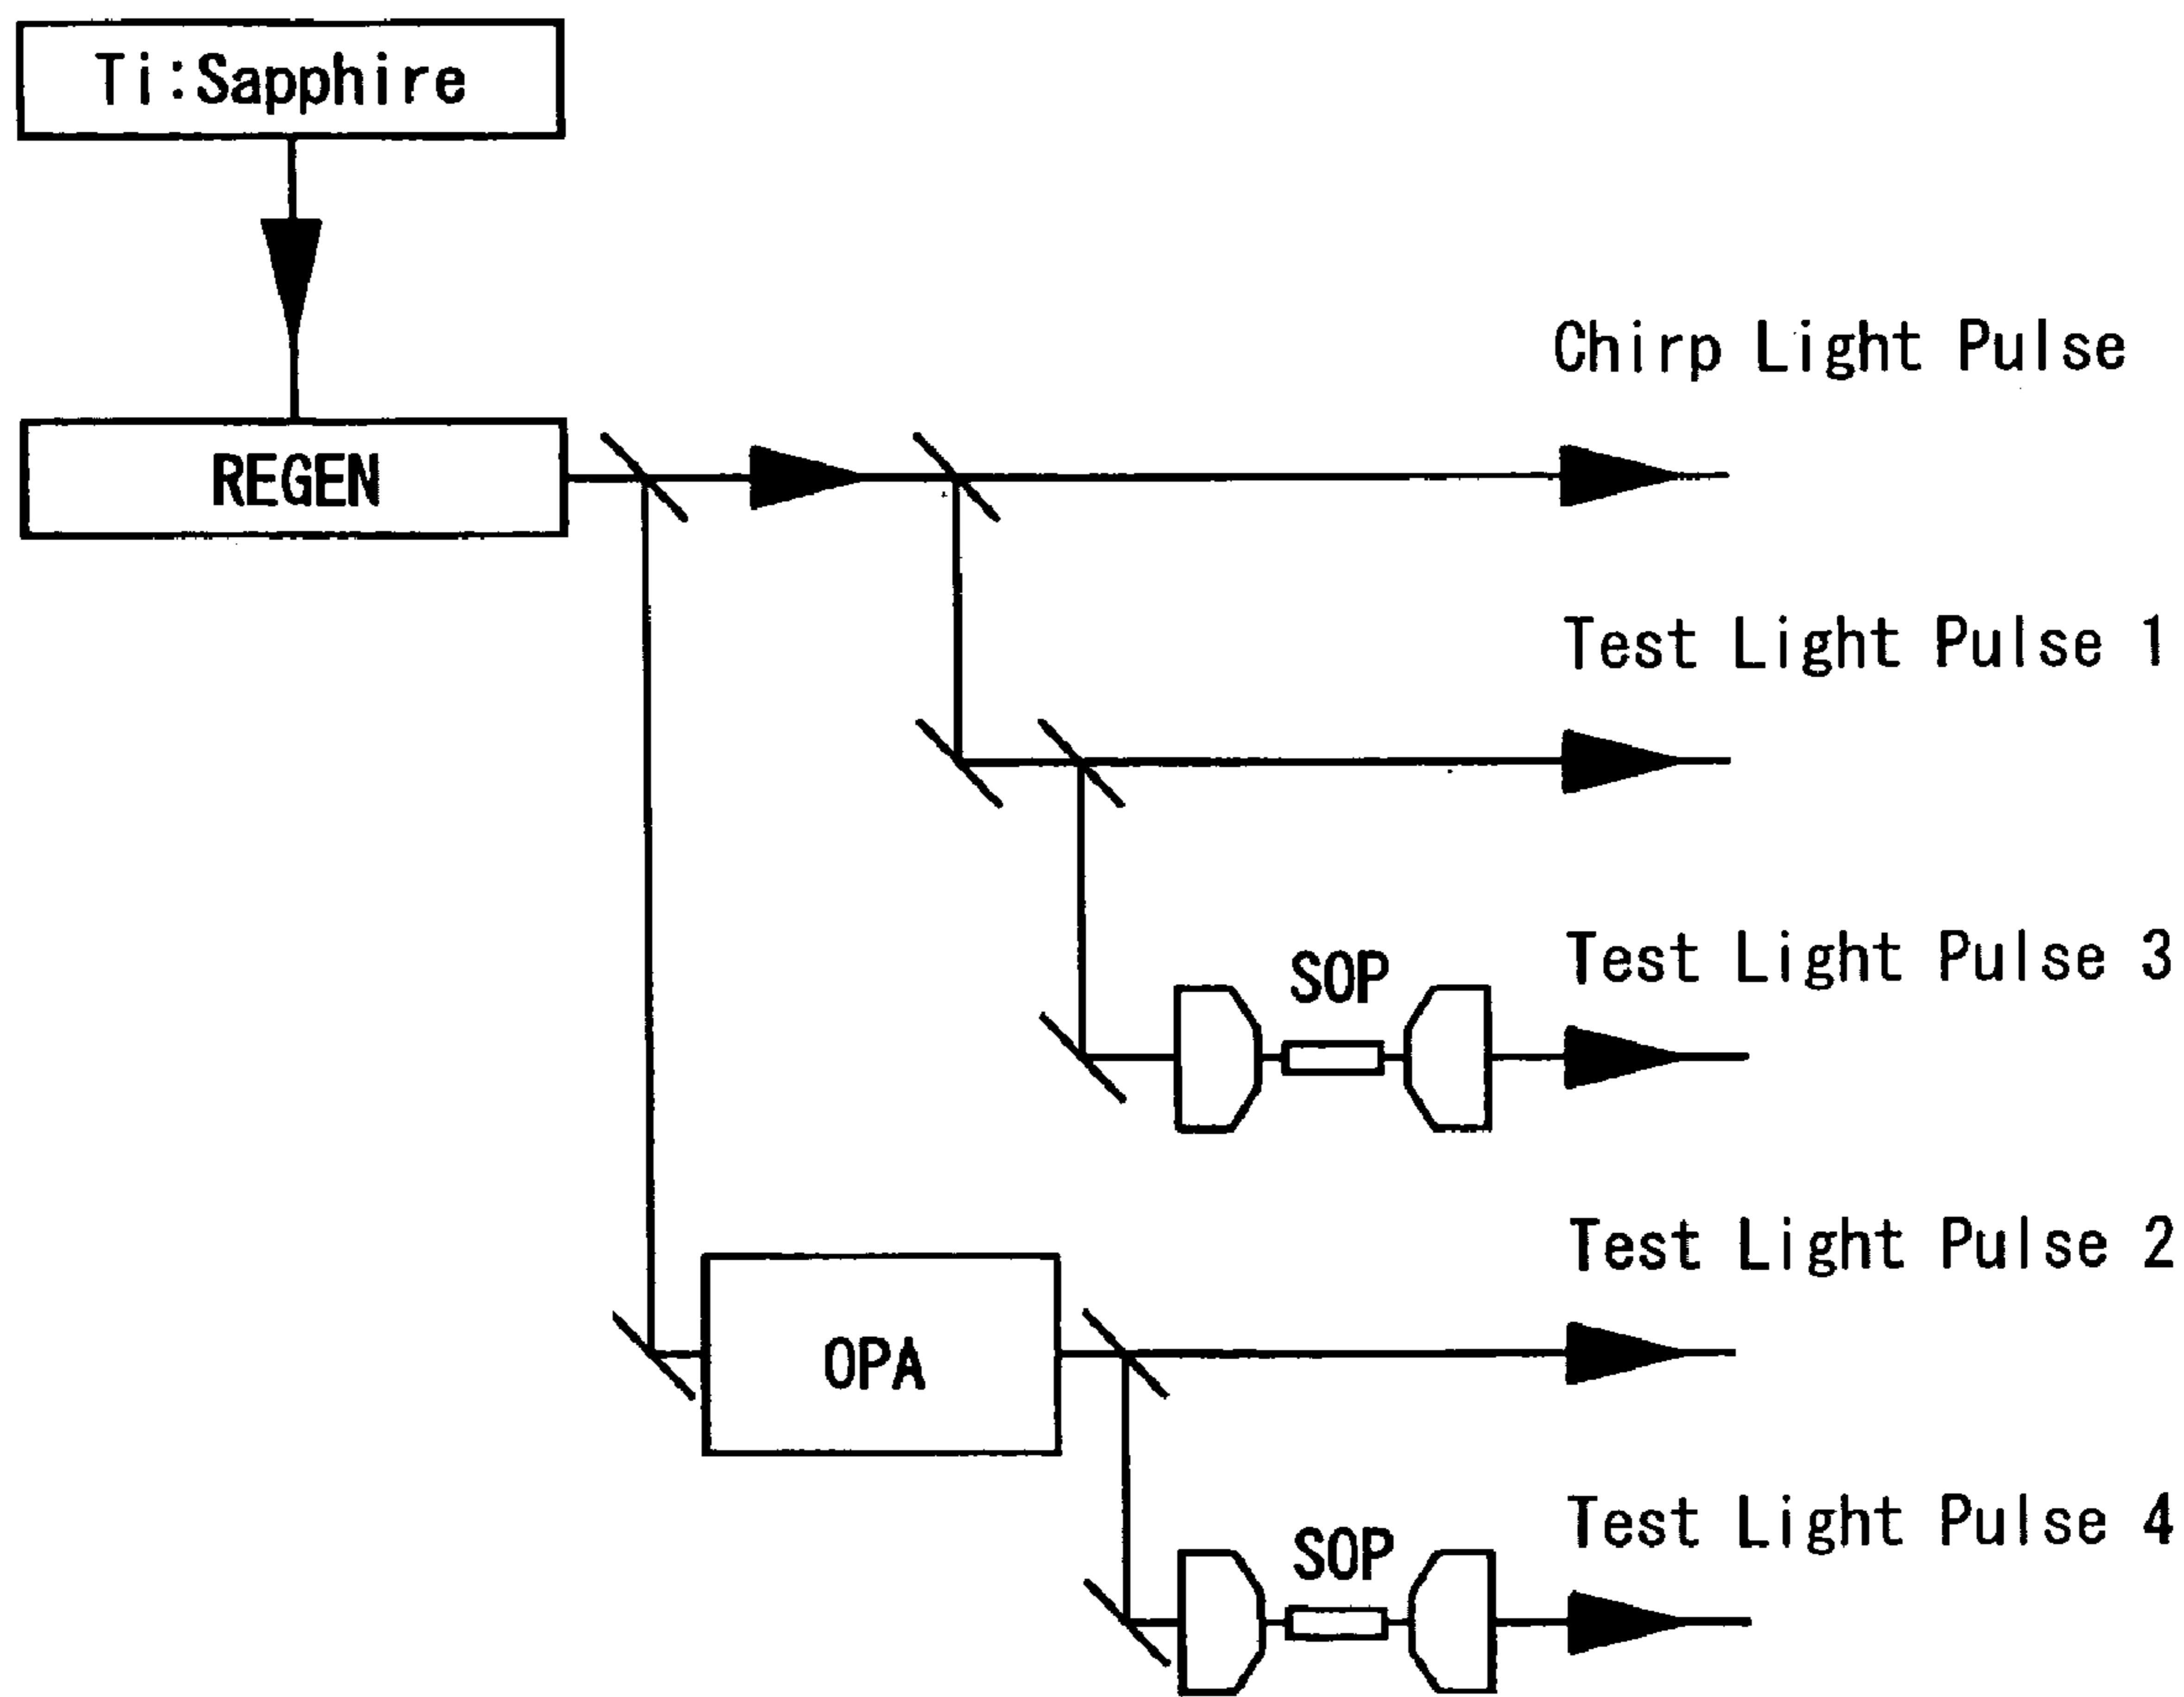 Ti:Sapphire
Chirp Light Pulse
REGEN
Test Light Pulse 1
Test Light Pulse 3
SOP
Test Light Pulse 2
OPA
Test Light Pulse 4
SOP